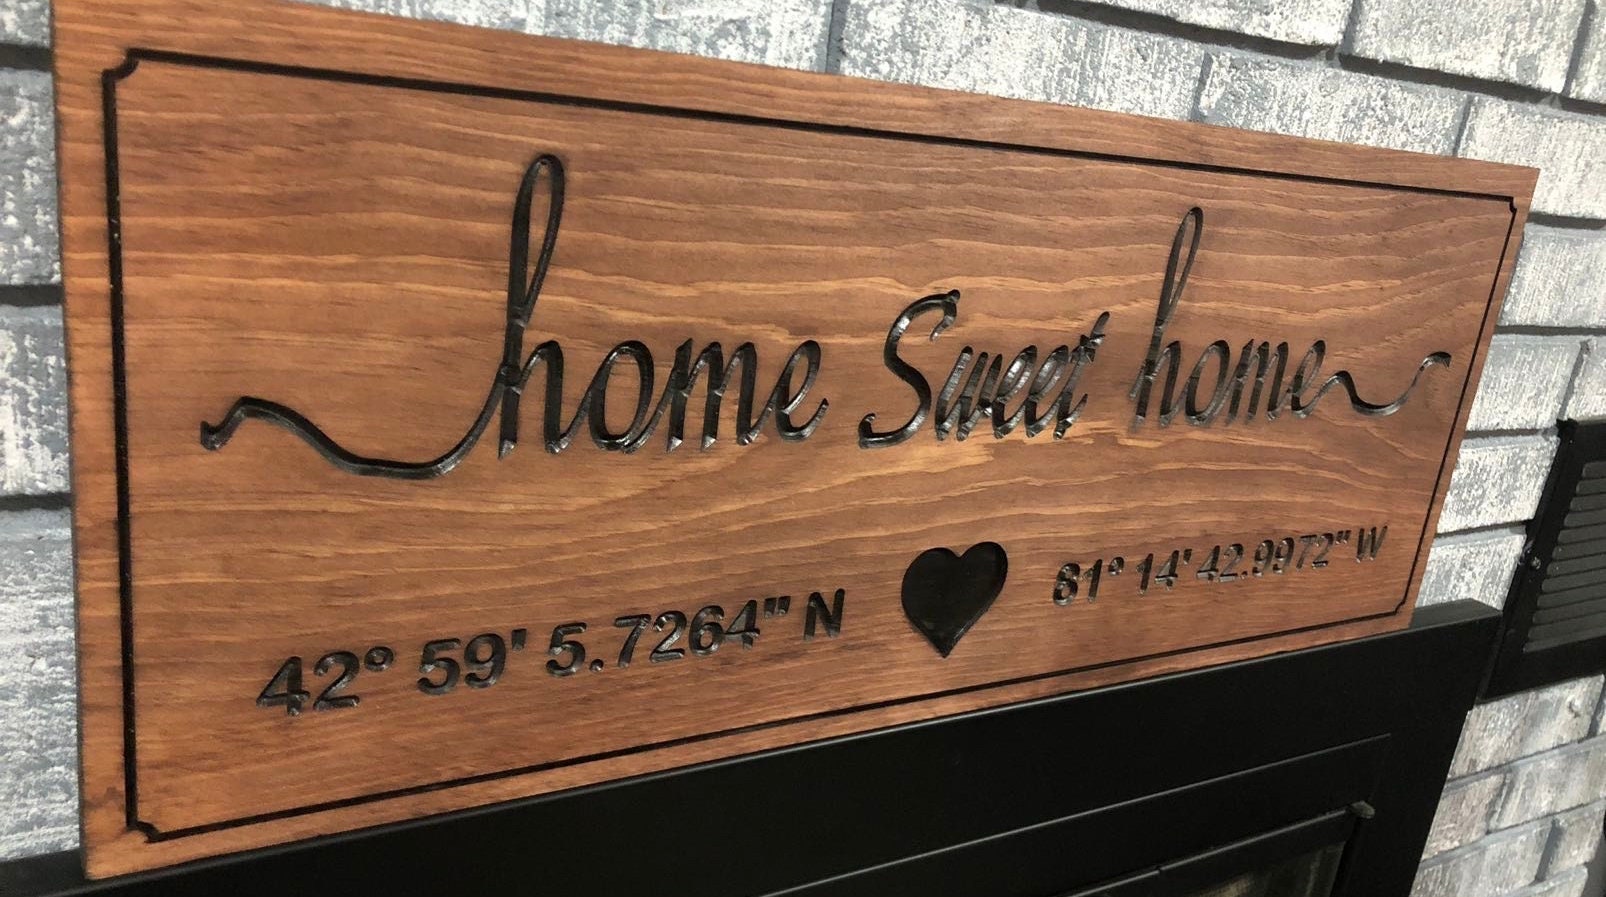 home Sweet home
42° 59' 5.7264" N 81° 14' 42.9972" W